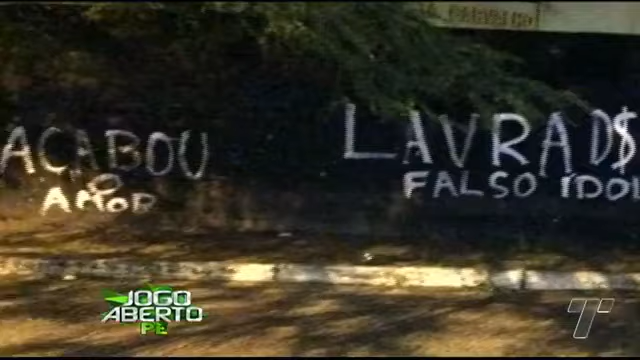 ACABOU
O
AMOR
LAVRAD$
FALSO IDOL
JOGO
ABERTO
PE